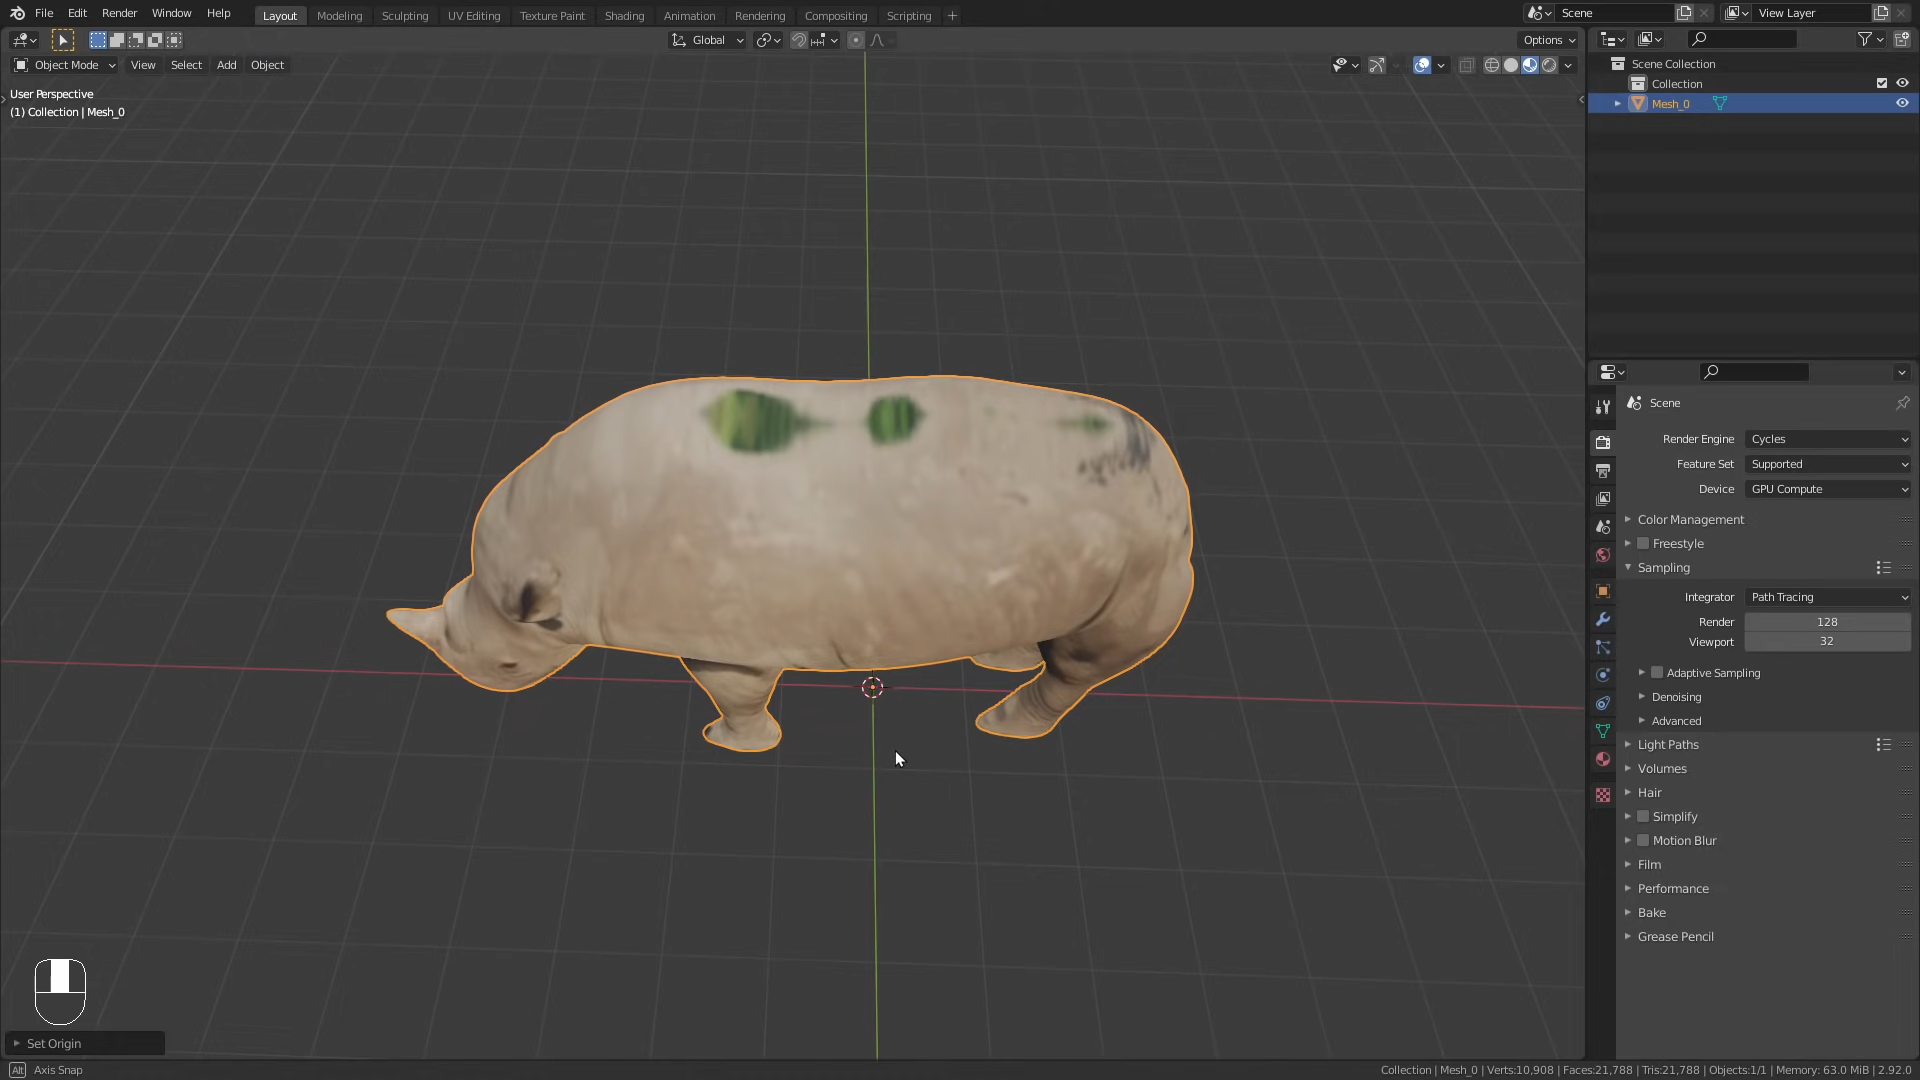 File Edit Render Window Help Layout Modeling Sculpting UV Editing Texture Paint Shading Animation Rendering Compositing Scripting + Scene View Layer
Global Options
Object Mode View Select Add Object
User Perspective
(1) Collection | Mesh_0
Scene Collection
Collection
Mesh_0
Scene
Render Engine Cycles
Feature Set Supported
Device GPU Compute
Color Management
Freestyle
Sampling
Integrator Path Tracing
Render 128
Viewport 32
Adaptive Sampling
Denoising
Advanced
Light Paths
Volumes
Hair
Simplify
Motion Blur
Film
Performance
Bake
Grease Pencil
Set Origin
Alt Axis Snap
Collection | Mesh_0 | Verts:10,908 | Faces:21,788 | Tris:21,788 | Objects:1/1 | Memory: 63.0 MiB | 2.92.0